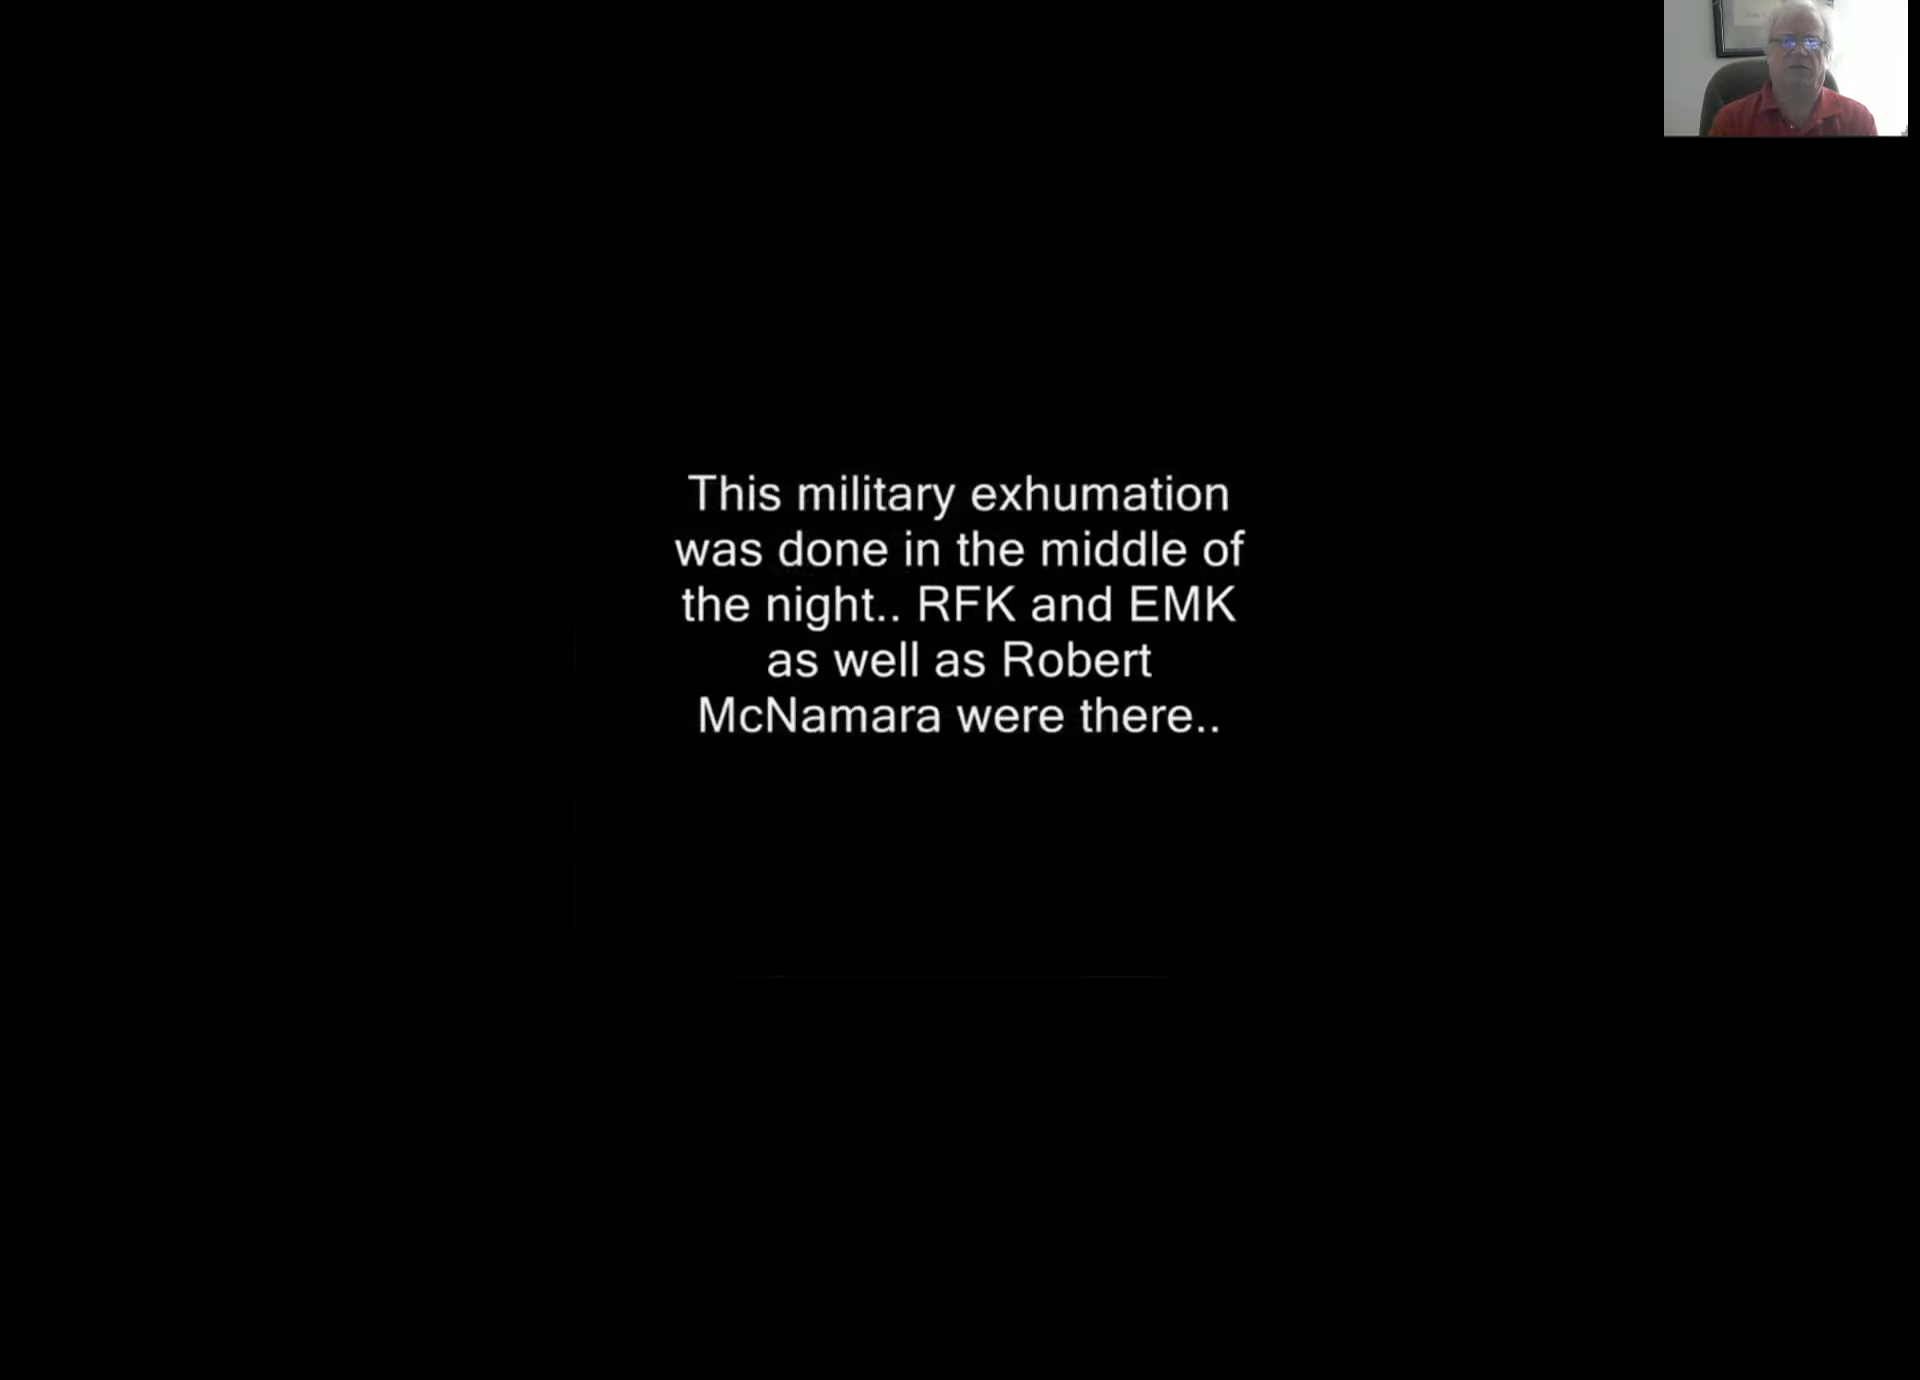 This military exhumation
was done in the middle of
the night.. RFK and EMK
as well as Robert
McNamara were there..